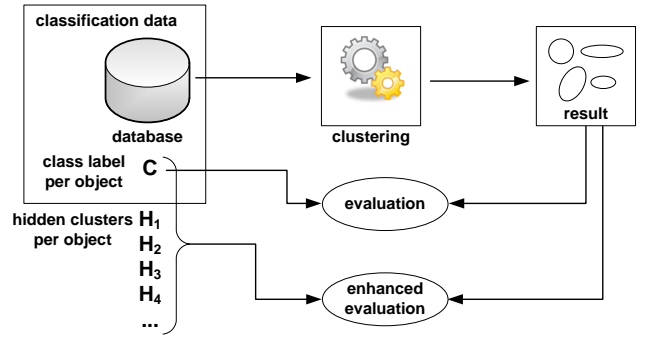 classification data
database
clustering
result
class label
per object
C
evaluation
hidden clusters
per object
H1
H2
H3
H4
...
enhanced
evaluation